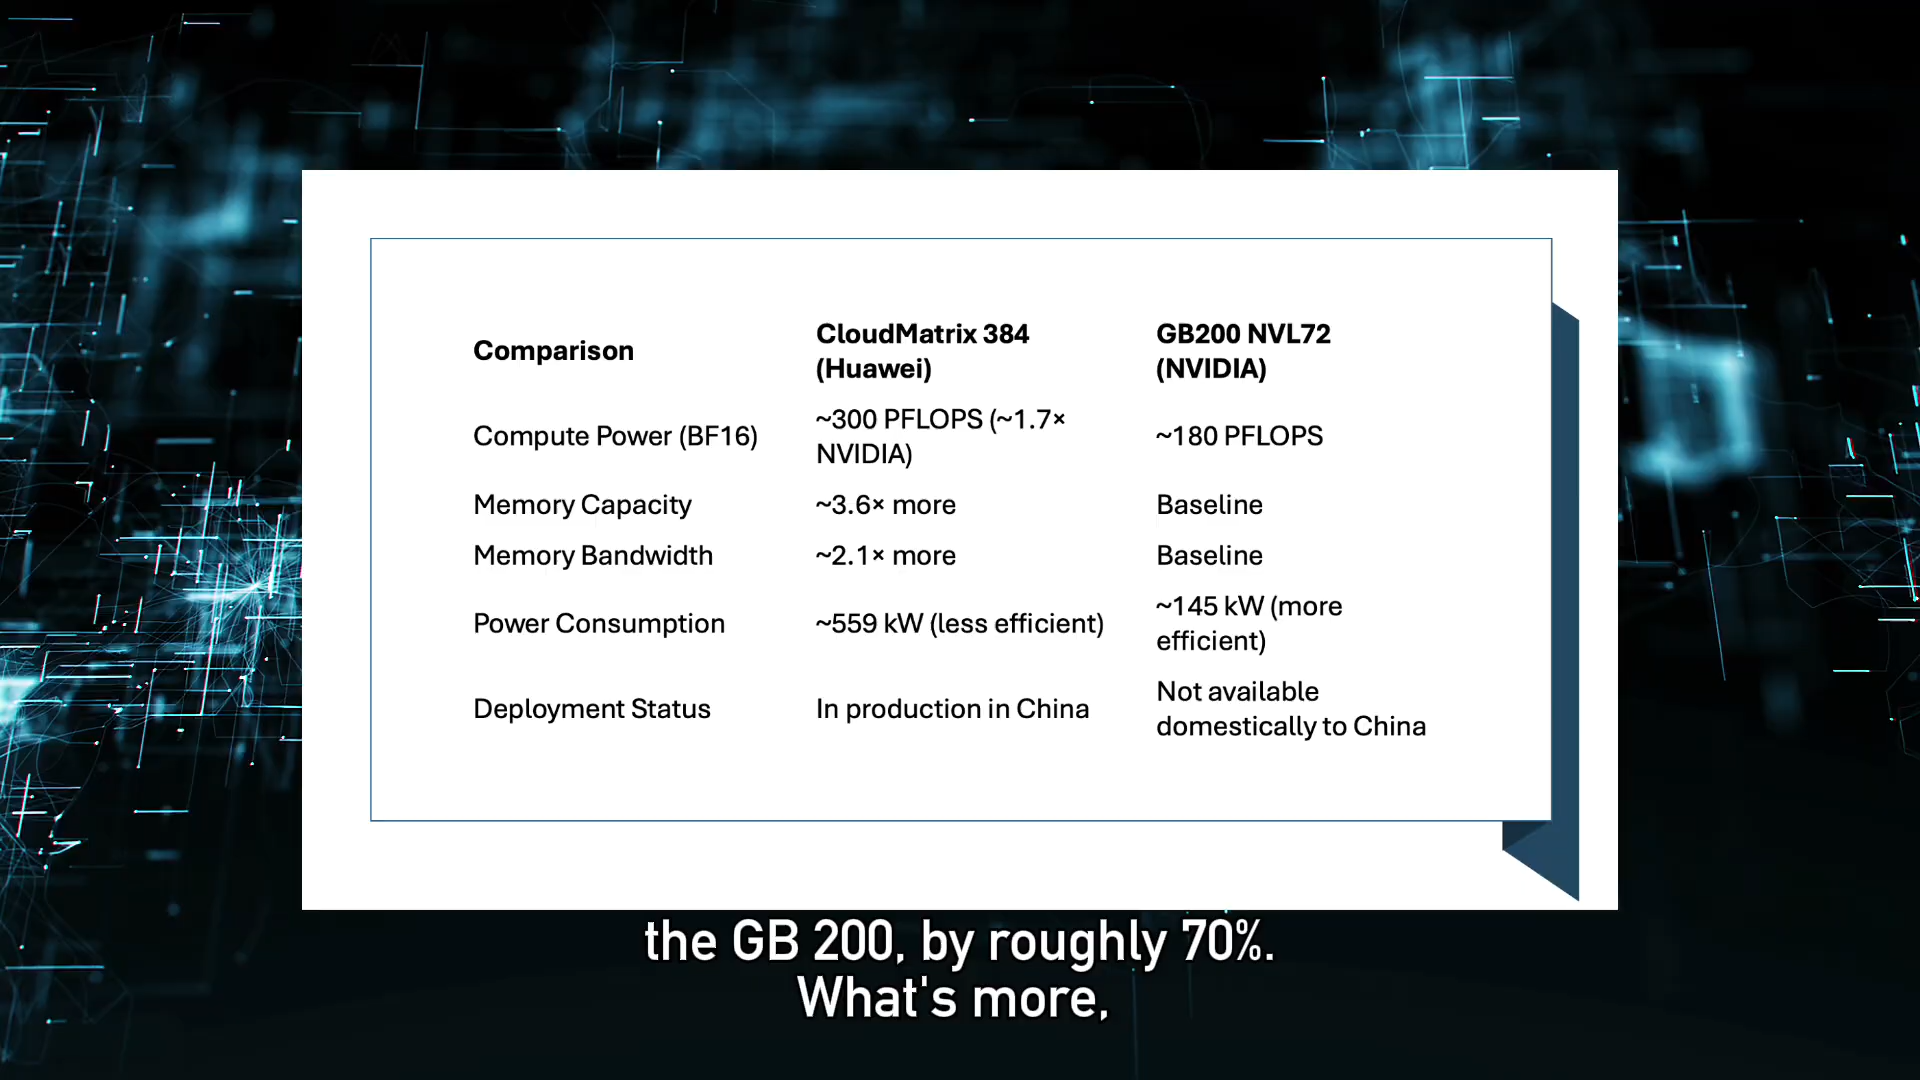 Comparison
CloudMatrix 384
(Huawei)
GB200 NVL72
(NVIDIA)
Compute Power (BF16)
~300 PFLOPS (~1.7×
NVIDIA)
~180 PFLOPS
Memory Capacity
~3.6× more
Baseline
Memory Bandwidth
~2.1× more
Baseline
Power Consumption
~559 kW (less efficient)
~145 kW (more
efficient)
Deployment Status
In production in China
Not available
domestically to China
the GB 200, by roughly 70%.
What's more,